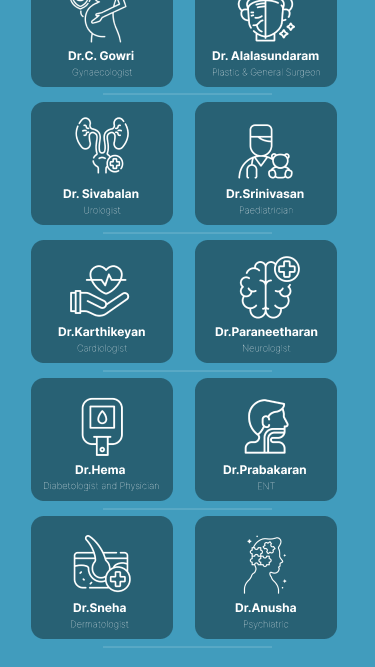 Dr.C. Gowri
Gynaecologist
Dr. Alalasundaram
Plastic & General Surgeon
Dr. Sivabalan
Urologist
Dr.Srinivasan
Paediatrician
Dr.Karthikeyan
Cardiologist
Dr.Paraneetharan
Neurologist
Dr.Hema
Diabetologist and Physician
Dr.Prabakaran
ENT
Dr.Sneha
Dermatologist
Dr.Anusha
Psychiatric